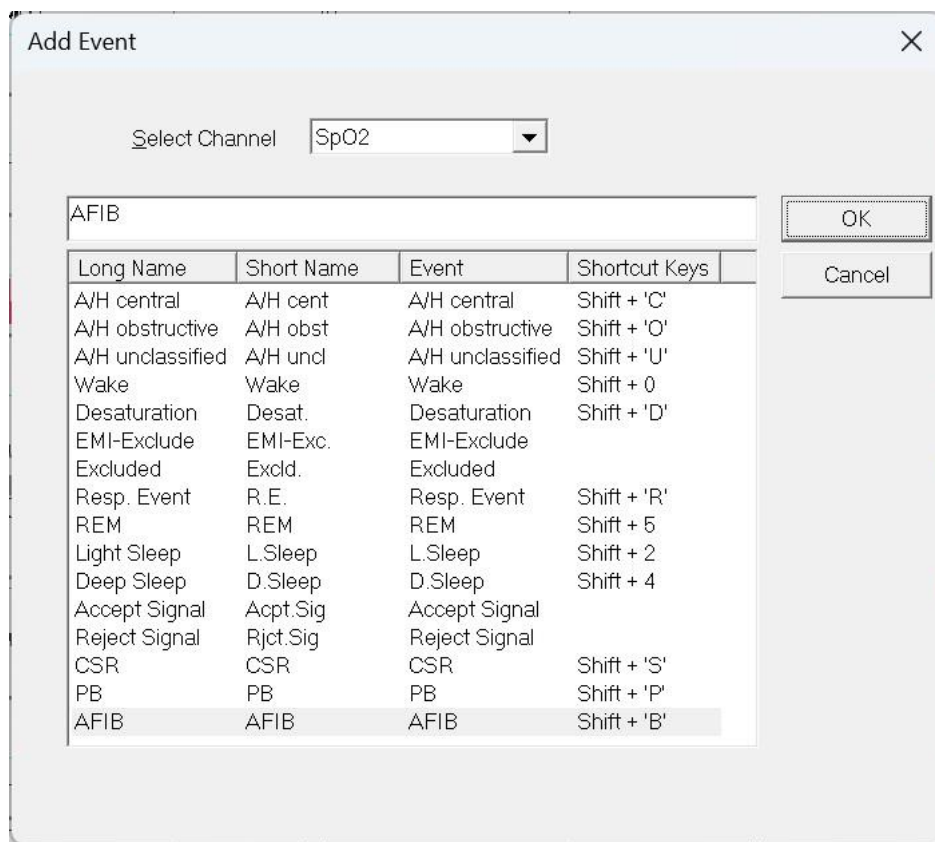 Add Event
Select Channel SpO2
AFIB
OK
Long Name Short Name Event Shortcut Keys
Cancel
A/H central A/H cent A/H central Shift + 'C'
A/H obstructive A/H obst A/H obstructive Shift + 'O'
A/H unclassified A/H uncl A/H unclassified Shift + 'U'
Wake Wake Wake Shift + 0
Desaturation Desat. Desaturation Shift + 'D'
EMI-Exclude EMI-Exc. EMI-Exclude
Excluded Excld. Excluded
Resp. Event R.E. Resp. Event Shift + 'R'
REM REM REM Shift + 5
Light Sleep L.Sleep L.Sleep Shift + 2
Deep Sleep D.Sleep D.Sleep Shift + 4
Accept Signal Acpt.Sig Accept Signal
Reject Signal Rjct.Sig Reject Signal
CSR CSR CSR Shift + 'S'
PB PB PB Shift + 'P'
AFIB AFIB AFIB Shift + 'B'